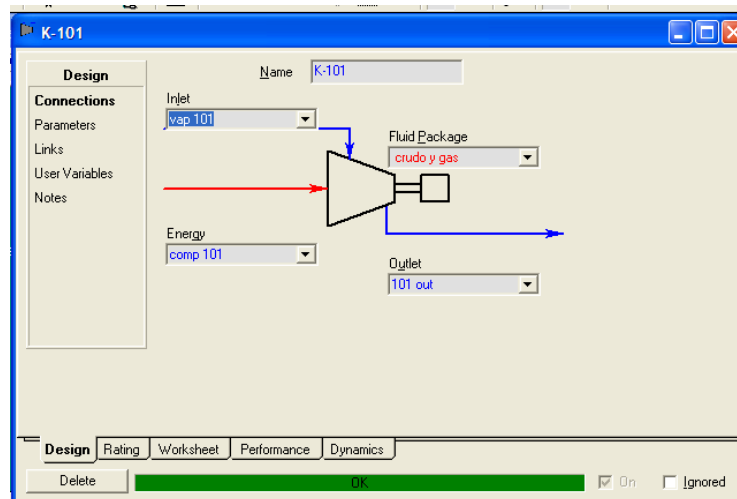 K-101
Design
Connections
Parameters
Links
User Variables
Notes
Name K-101
Inlet
vap 101
Fluid Package
crudo y gas
Energy
comp 101
Outlet
101 out
Design Rating Worksheet Performance Dynamics
Delete OK On Ignored